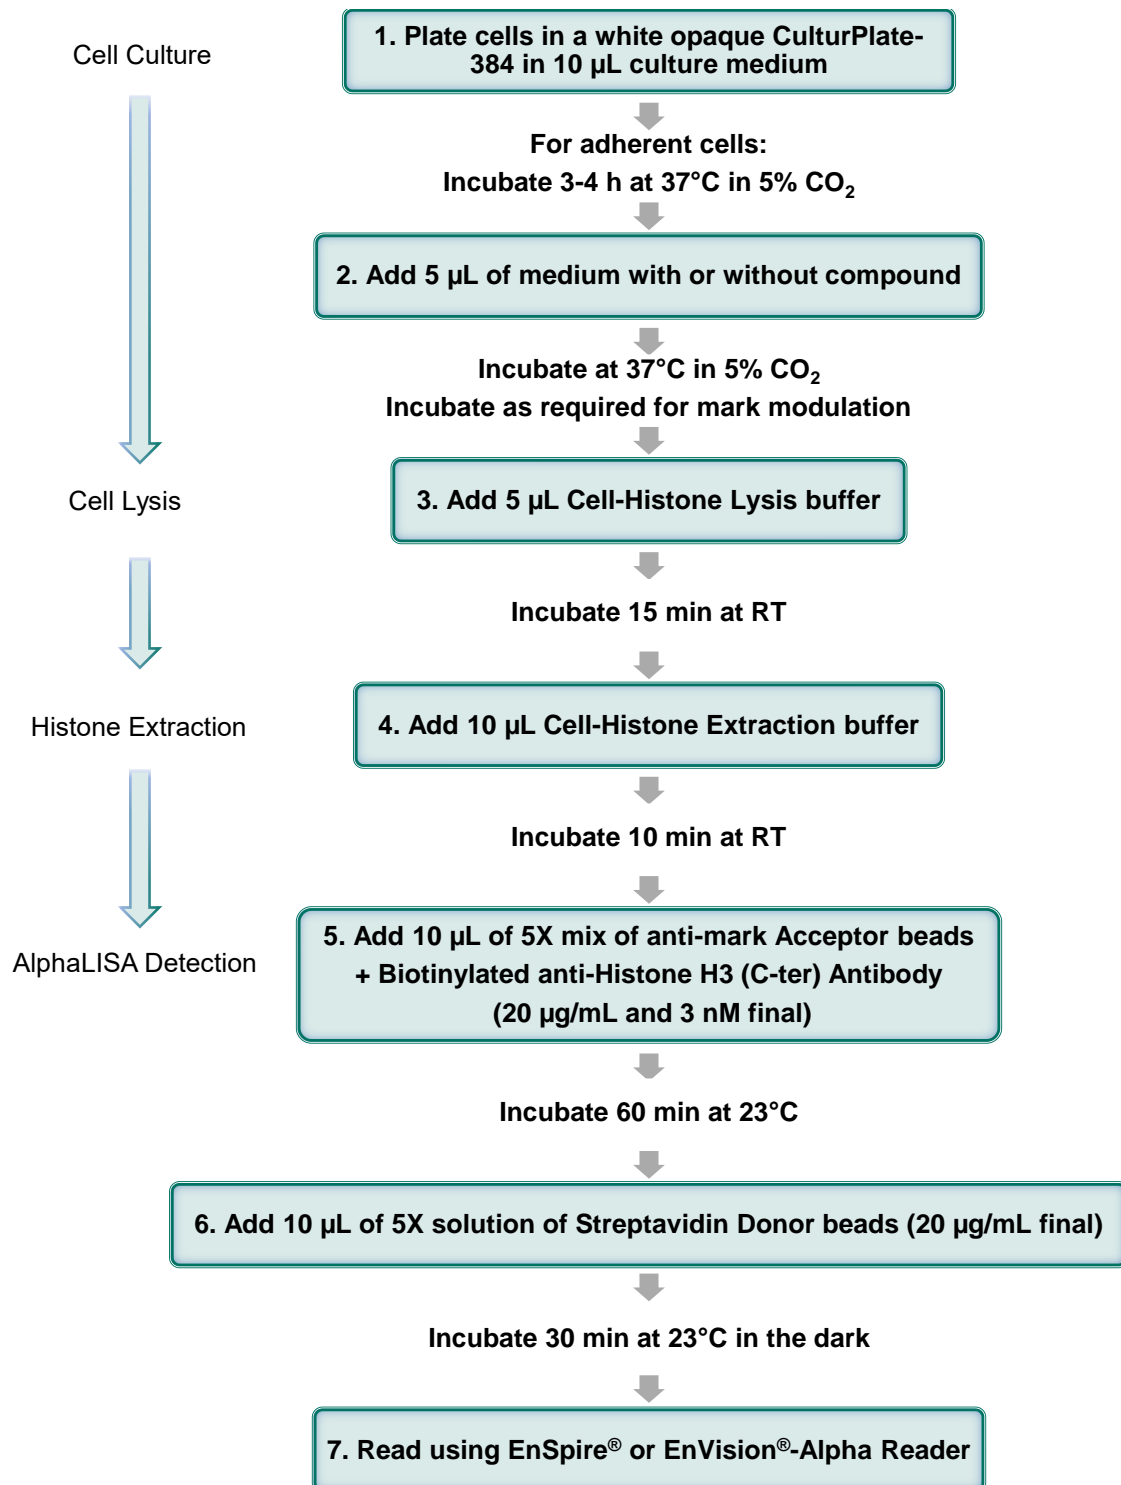 Cell Culture
1. Plate cells in a white opaque CulturPlate-
384 in 10 µL culture medium
For adherent cells:
Incubate 3-4 h at 37°C in 5% CO₂
2. Add 5 µL of medium with or without compound
Incubate at 37°C in 5% CO₂
Incubate as required for mark modulation
Cell Lysis
3. Add 5 µL Cell-Histone Lysis buffer
Incubate 15 min at RT
Histone Extraction
4. Add 10 µL Cell-Histone Extraction buffer
Incubate 10 min at RT
AlphaLISA Detection
5. Add 10 µL of 5X mix of anti-mark Acceptor beads
+ Biotinylated anti-Histone H3 (C-ter) Antibody
(20 µg/mL and 3 nM final)
Incubate 60 min at 23°C
6. Add 10 µL of 5X solution of Streptavidin Donor beads (20 µg/mL final)
Incubate 30 min at 23°C in the dark
7. Read using EnSpire® or EnVision®-Alpha Reader